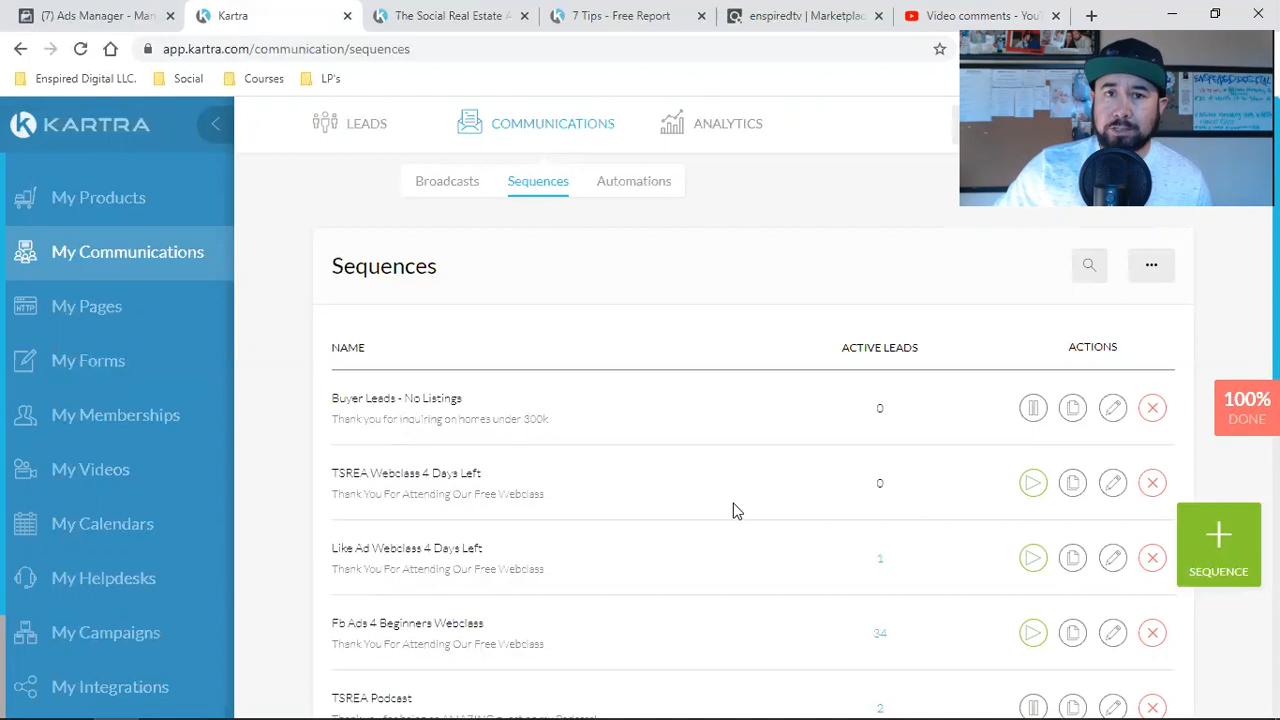 (7) Ads Manager - Man
Kartra
The Social Real Estate A
7 Tips - Free Report
enspiredtv | Marketplac
Video comments - YouT
app.kartra.com/communication/sequences
Enspired Digital LLC.
Social
Courses
LP's
KARTRA
LEADS
COMMUNICATIONS
ANALYTICS
Broadcasts
Sequences
Automations
My Products
My Communications
My Pages
My Forms
My Memberships
My Videos
My Calendars
My Helpdesks
My Campaigns
My Integrations
Sequences
NAME
ACTIVE LEADS
ACTIONS
Buyer Leads - No Listings
Thank you for inquiring on homes under 300k
0
TSREA Webclass 4 Days Left
Thank You For Attending Our Free Webclass
0
Like Ad Webclass 4 Days Left
Thank You For Attending Our Free Webclass
1
Fb Ads 4 Beginners Webclass
Thank You For Attending Our Free Webclass
34
TSREA Podcast
2
100%
DONE
SEQUENCE